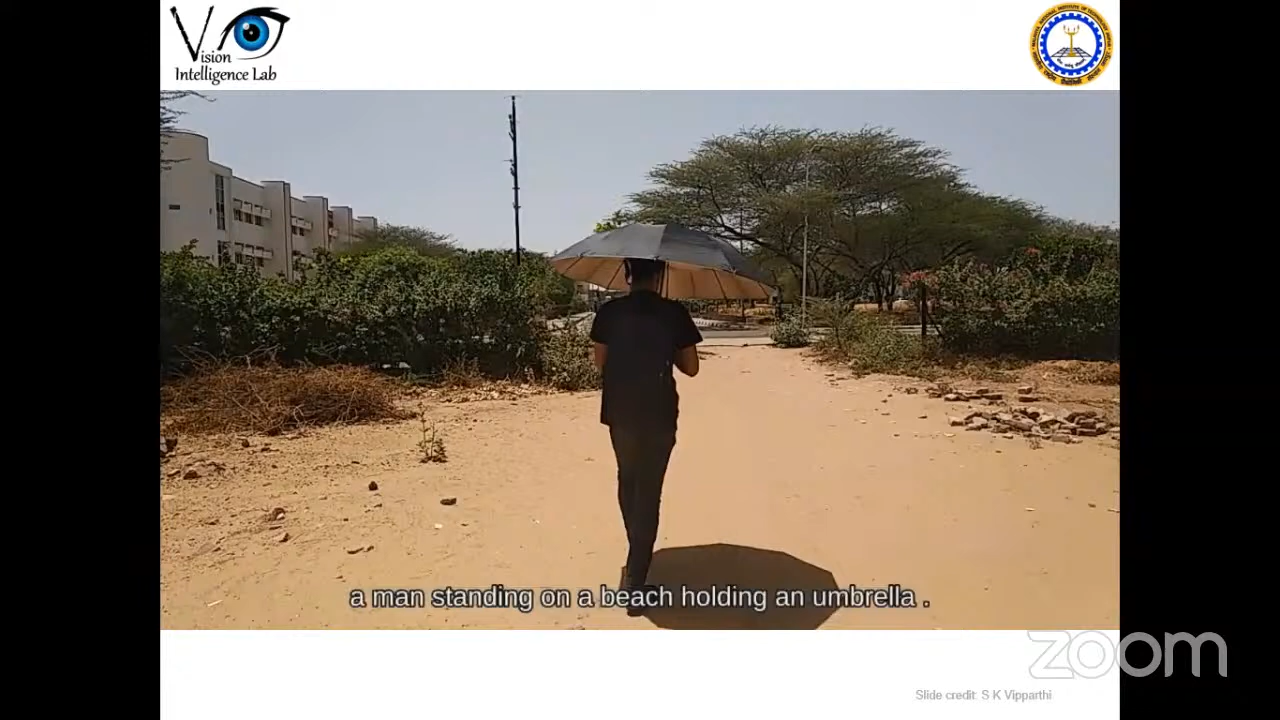 Vision
Intelligence Lab
a man standing on a beach holding an umbrella .
zoom
Slide credit: S K Vipparthi